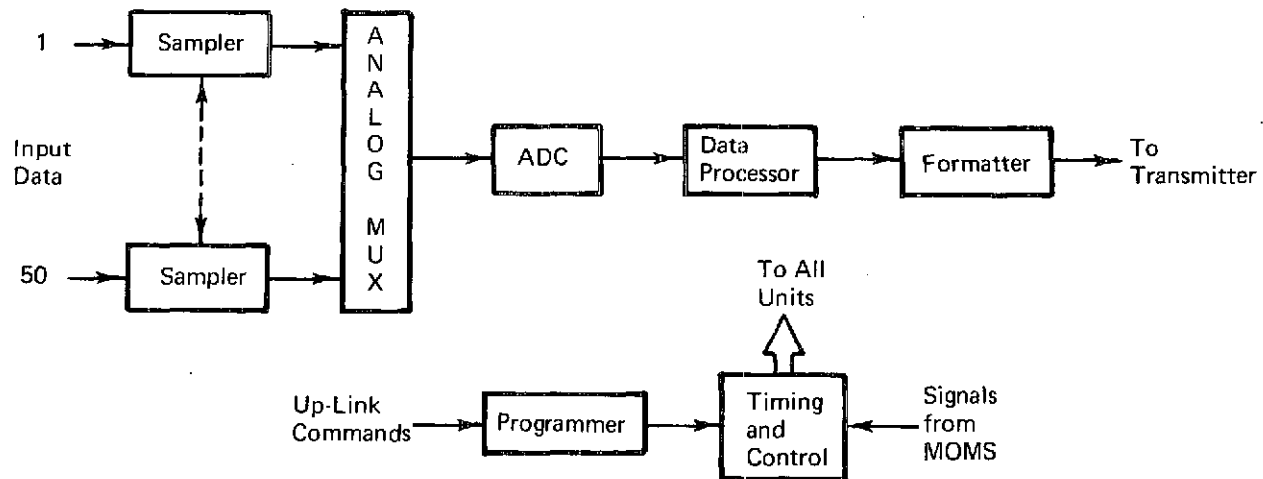 1
Sampler
Input
Data
50
Sampler
A
N
A
L
O
G
M
U
X
ADC
Data
Processor
Formatter
To
Transmitter
To All
Units
Up-Link
Commands
Programmer
Timing
and
Control
Signals
from
MOMS